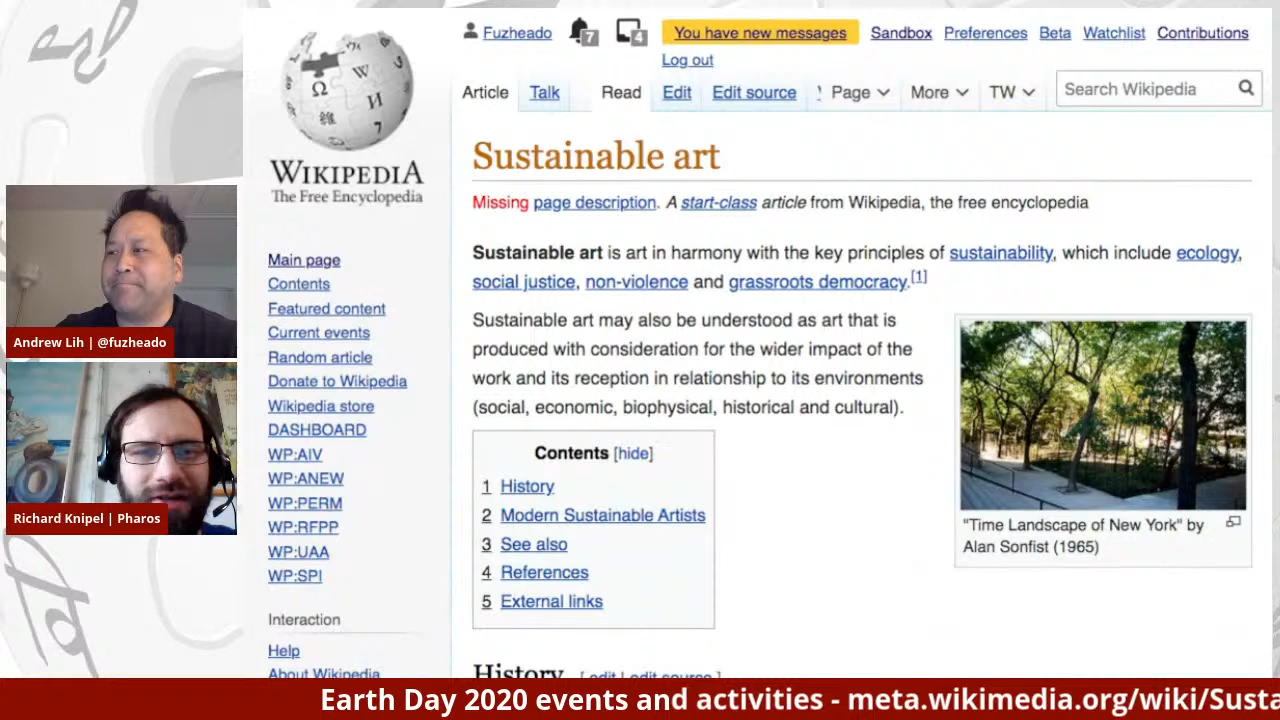 Fuzheado
7
4
You have new messages
Sandbox
Preferences
Beta
Watchlist
Contributions
Log out
Article
Talk
Read
Edit
Edit source
Page
More
TW
Search Wikipedia
Ω
W
И
維
7
WIKIPEDIA
The Free Encyclopedia
Sustainable art
Missing page description. A start-class article from Wikipedia, the free encyclopedia
Sustainable art is art in harmony with the key principles of sustainability, which include ecology,
social justice, non-violence and grassroots democracy.[1]
Sustainable art may also be understood as art that is
produced with consideration for the wider impact of the
work and its reception in relationship to its environments
(social, economic, biophysical, historical and cultural).
"Time Landscape of New York" by
Alan Sonfist (1965)
Contents [hide]
1 History
2 Modern Sustainable Artists
3 See also
4 References
5 External links
History [ edit | edit source ]
Main page
Contents
Featured content
Current events
Random article
Donate to Wikipedia
Wikipedia store
DASHBOARD
WP:AIV
WP:ANEW
WP:PERM
WP:RFPP
WP:UAA
WP:SPI
Interaction
Help
About Wikipedia
Andrew Lih | @fuzheado
Richard Knipel | Pharos
Earth Day 2020 events and activities - meta.wikimedia.org/wiki/Susta